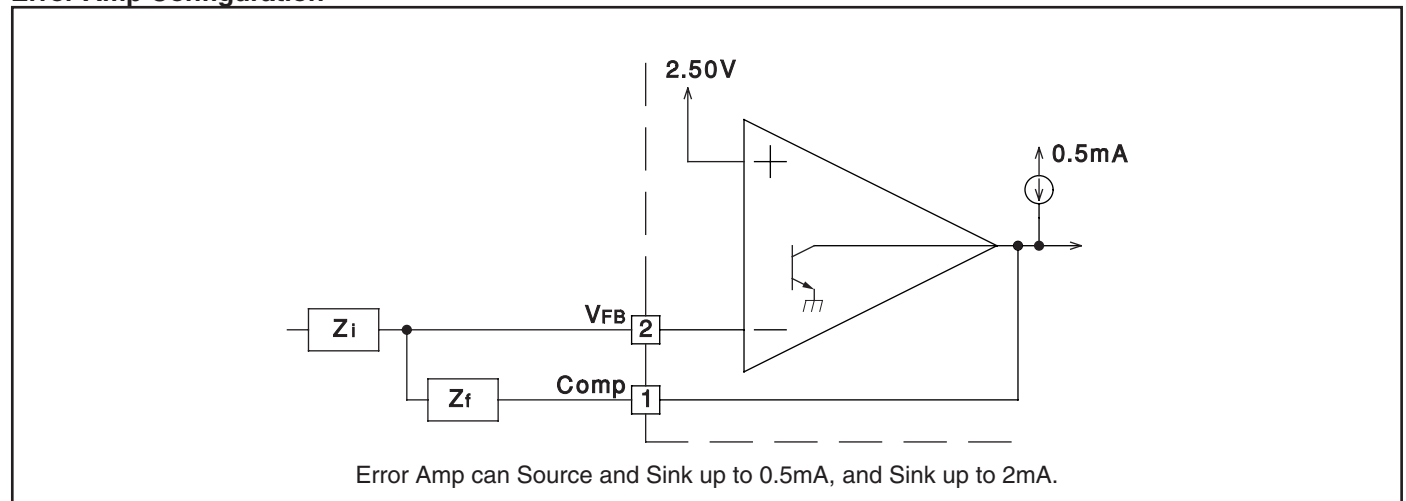 Error Amp Configuration
2.50V
+
0.5mA
Zi
VFB
2
−
Zf
Comp
1
Error Amp can Source and Sink up to 0.5mA, and Sink up to 2mA.